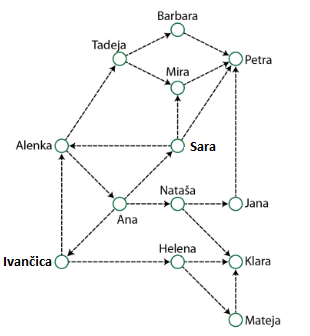 Barbara
Tadeja
Petra
Mira
Alenka
Sara
Nataša
Ana
Jana
Helena
Ivančica
Klara
Mateja